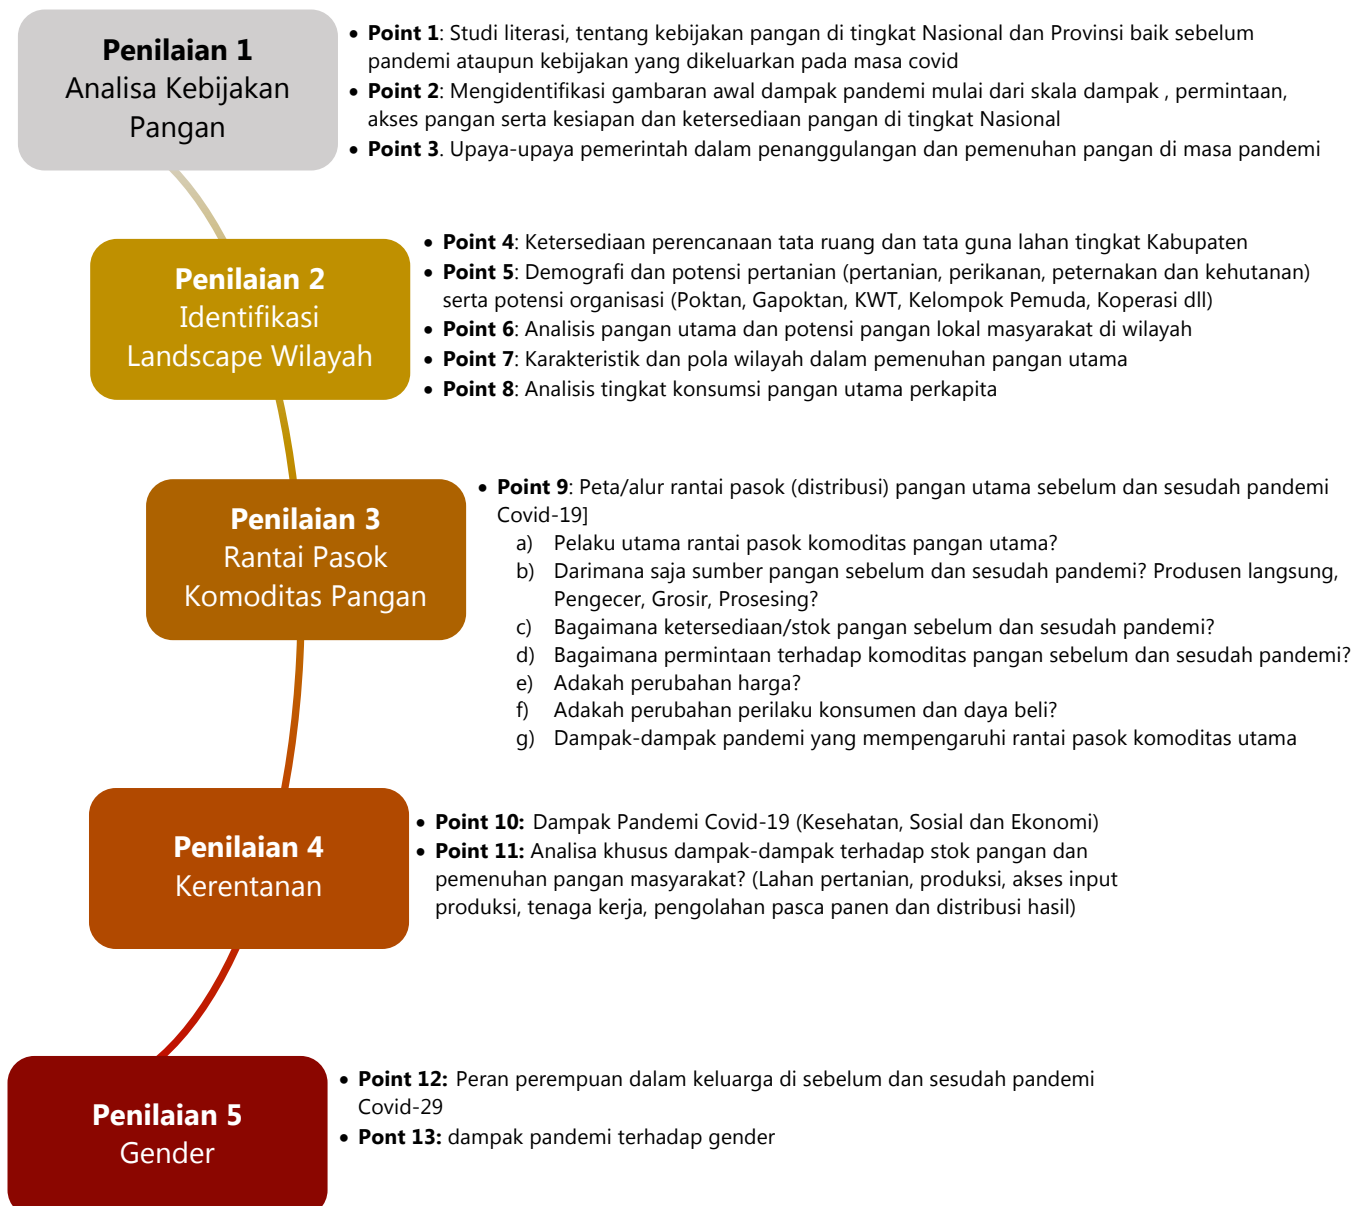 Penilaian 1
Analisa Kebijakan
Pangan
• Point 1: Studi literasi, tentang kebijakan pangan di tingkat Nasional dan Provinsi baik sebelum
pandemi ataupun kebijakan yang dikeluarkan pada masa covid
• Point 2: Mengidentifikasi gambaran awal dampak pandemi mulai dari skala dampak , permintaan,
akses pangan serta kesiapan dan ketersediaan pangan di tingkat Nasional
• Point 3. Upaya-upaya pemerintah dalam penanggulangan dan pemenuhan pangan di masa pandemi
Penilaian 2
Identifikasi
Landscape Wilayah
• Point 4: Ketersediaan perencanaan tata ruang dan tata guna lahan tingkat Kabupaten
• Point 5: Demografi dan potensi pertanian (pertanian, perikanan, peternakan dan kehutanan)
serta potensi organisasi (Poktan, Gapoktan, KWT, Kelompok Pemuda, Koperasi dll)
• Point 6: Analisis pangan utama dan potensi pangan lokal masyarakat di wilayah
• Point 7: Karakteristik dan pola wilayah dalam pemenuhan pangan utama
• Point 8: Analisis tingkat konsumsi pangan utama perkapita
Penilaian 3
Rantai Pasok
Komoditas Pangan
• Point 9: Peta/alur rantai pasok (distribusi) pangan utama sebelum dan sesudah pandemi
Covid-19]
a) Pelaku utama rantai pasok komoditas pangan utama?
b) Darimana saja sumber pangan sebelum dan sesudah pandemi? Produsen langsung,
Pengecer, Grosir, Prosesing?
c) Bagaimana ketersediaan/stok pangan sebelum dan sesudah pandemi?
d) Bagaimana permintaan terhadap komoditas pangan sebelum dan sesudah pandemi?
e) Adakah perubahan harga?
f) Adakah perubahan perilaku konsumen dan daya beli?
g) Dampak-dampak pandemi yang mempengaruhi rantai pasok komoditas utama
Penilaian 4
Kerentanan
• Point 10: Dampak Pandemi Covid-19 (Kesehatan, Sosial dan Ekonomi)
• Point 11: Analisa khusus dampak-dampak terhadap stok pangan dan
pemenuhan pangan masyarakat? (Lahan pertanian, produksi, akses input
produksi, tenaga kerja, pengolahan pasca panen dan distribusi hasil)
Penilaian 5
Gender
• Point 12: Peran perempuan dalam keluarga di sebelum dan sesudah pandemi
Covid-29
• Pont 13: dampak pandemi terhadap gender